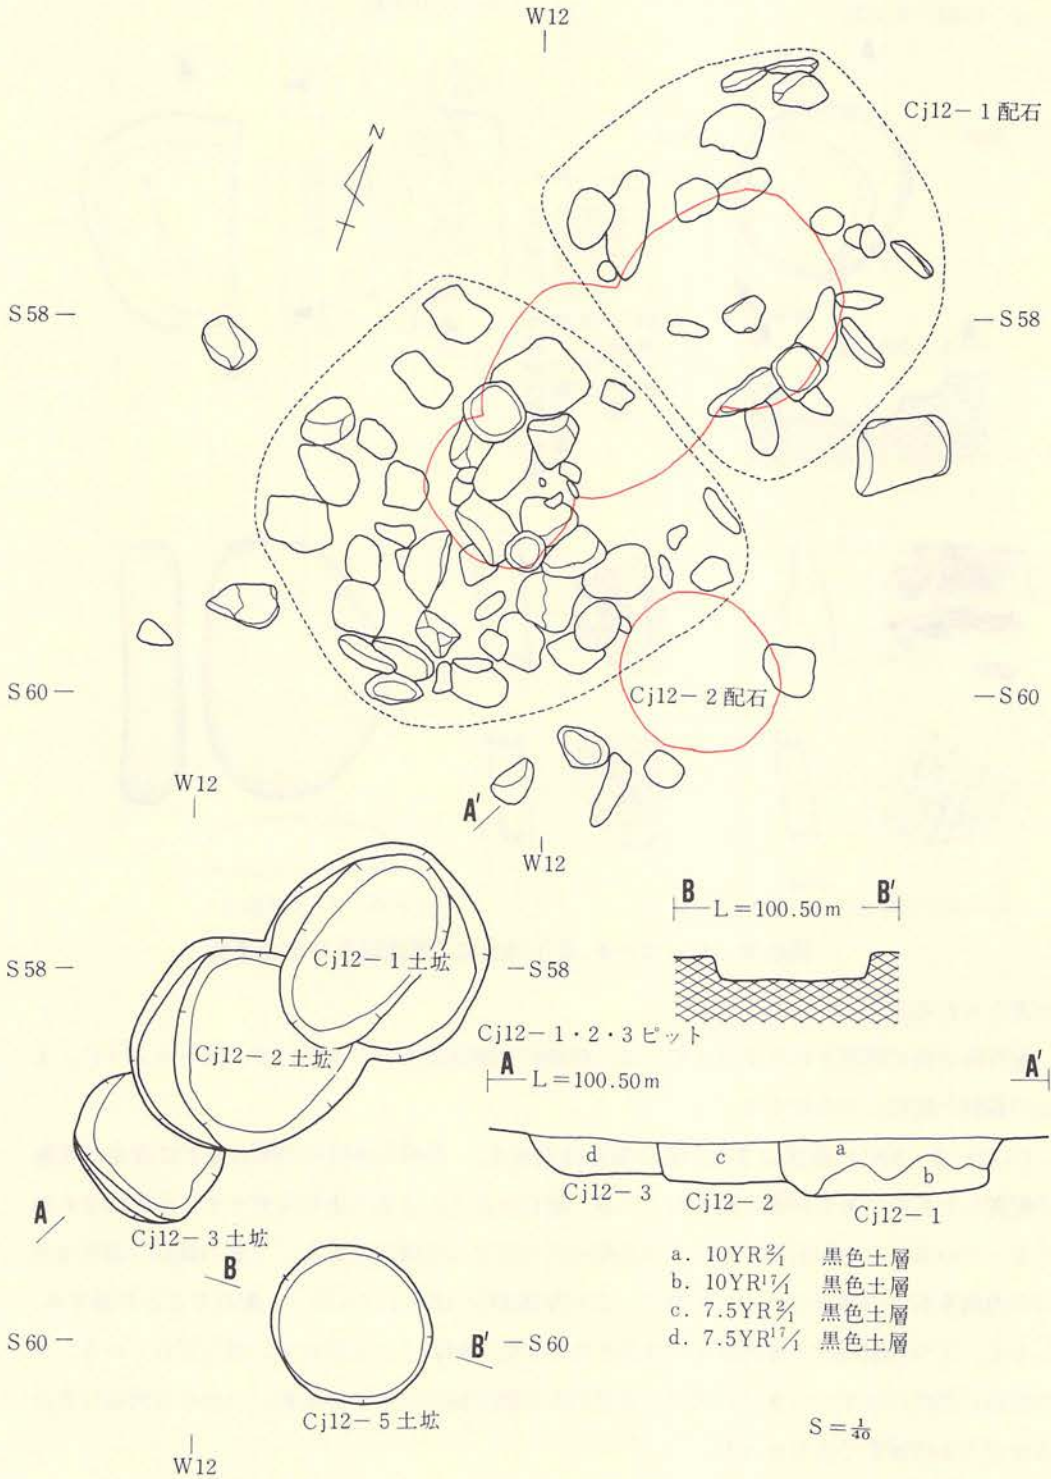 W12
Cj12−1配石
N
S58
S58
S60
Cj12−2配石
S60
W12
A'
W12
B L=100.50m B'
S58
Cj12−1土坑
S58
Cj12−1・2・3ピット
Cj12−2土坑
A L=100.50m A'
d c a b
Cj12−3
Cj12−2
Cj12−1
A
Cj12−3土坑
B
a. 10YR2/1 黒色土層
b. 10YR17/1 黒色土層
c. 7.5YR2/1 黒色土層
d. 7.5YR17/1 黒色土層
S60
B'
S60
Cj12−5土坑
S=1/40
W12